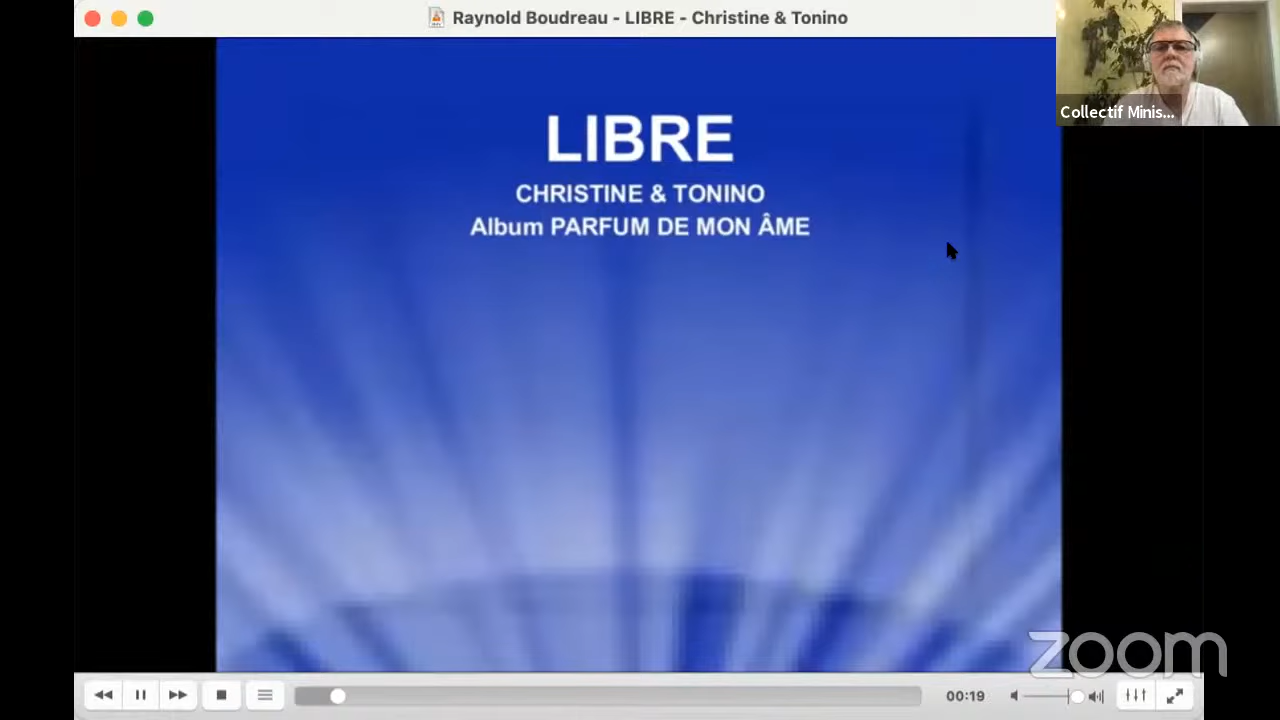 Raynold Boudreau - LIBRE - Christine & Tonino
Collectif Minis...
LIBRE
CHRISTINE & TONINO
Album PARFUM DE MON ÂME
zoom
00:19